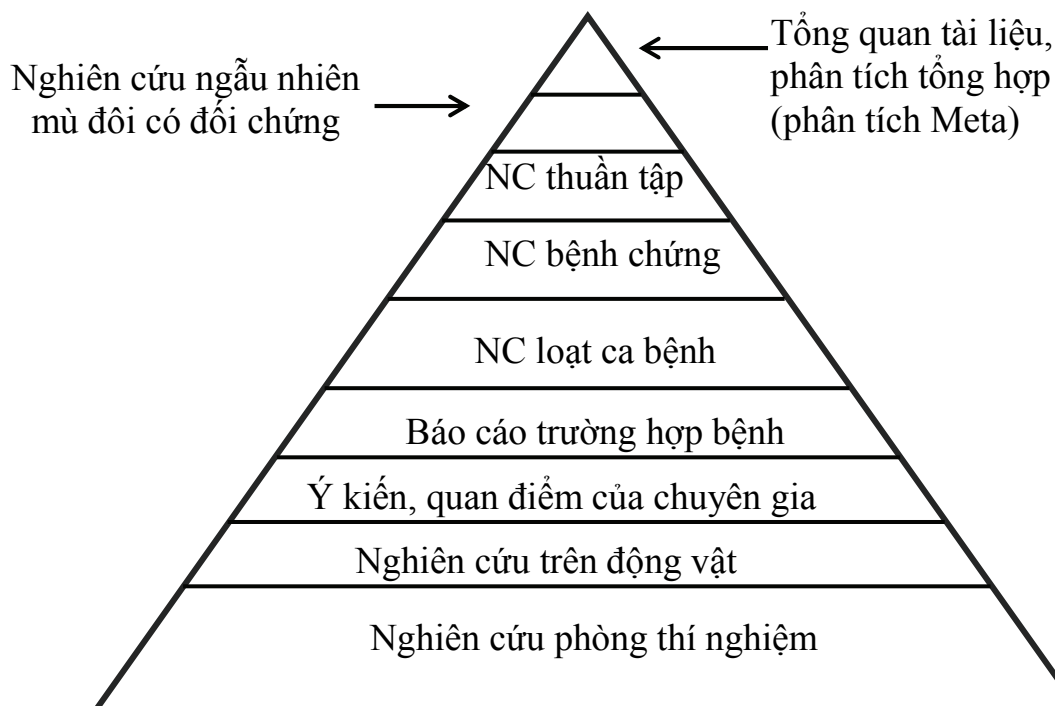 Tổng quan tài liệu,
phân tích tổng hợp
(phân tích Meta)
Nghiên cứu ngẫu nhiên
mù đôi có đối chứng
NC thuần tập
NC bệnh chứng
NC loạt ca bệnh
Báo cáo trường hợp bệnh
Ý kiến, quan điểm của chuyên gia
Nghiên cứu trên động vật
Nghiên cứu phòng thí nghiệm